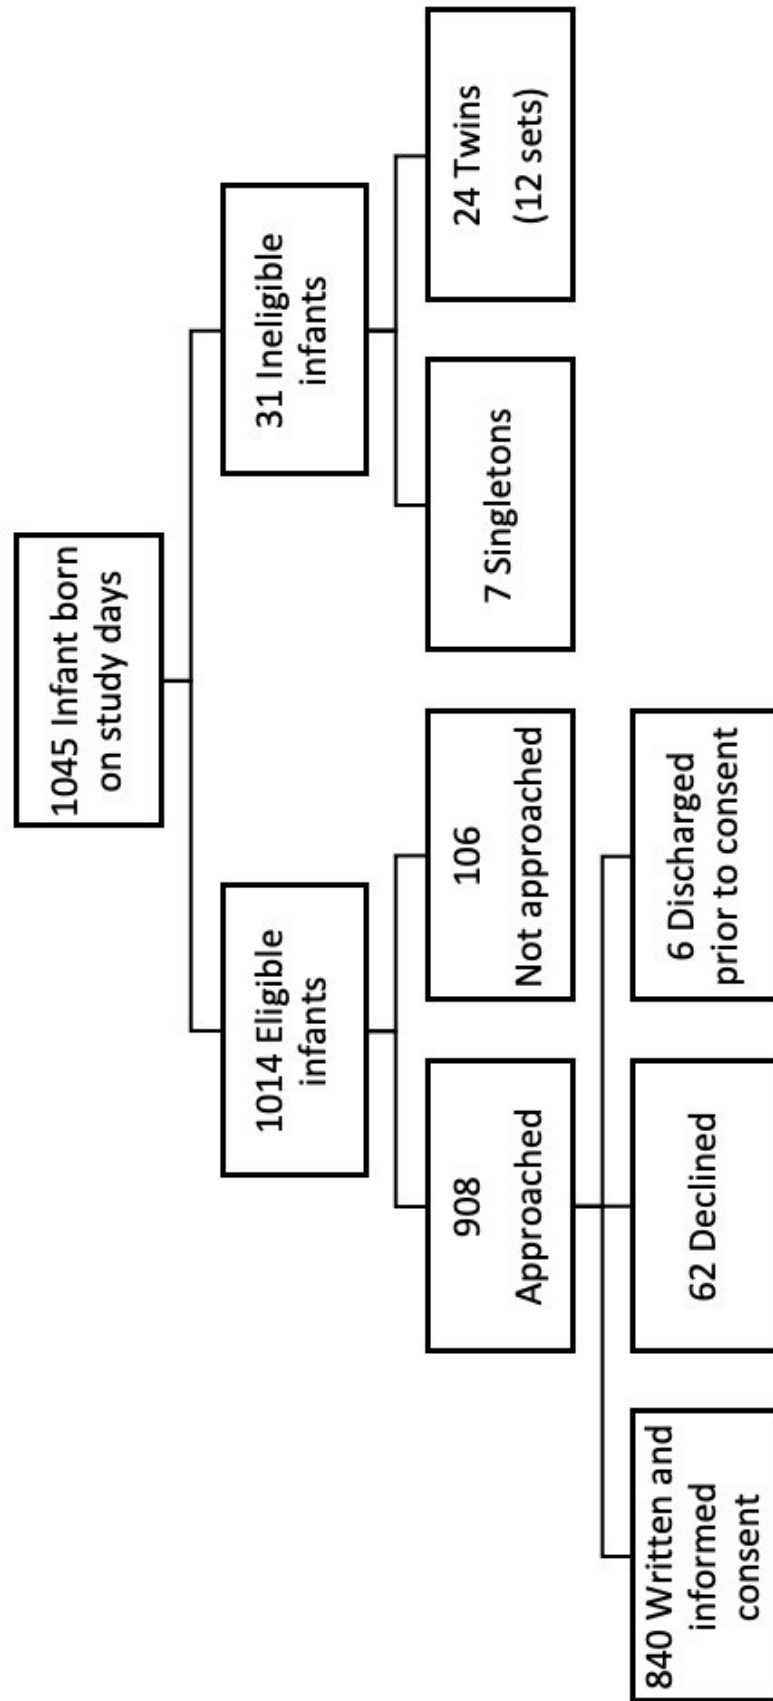 1045 Infant born
on study days
1014 Eligible
infants
31 Ineligible
infants
908
Approached
106
Not approached
7 Singletons
24 Twins
(12 sets)
840 Written and
informed
consent
62 Declined
6 Discharged
prior to consent